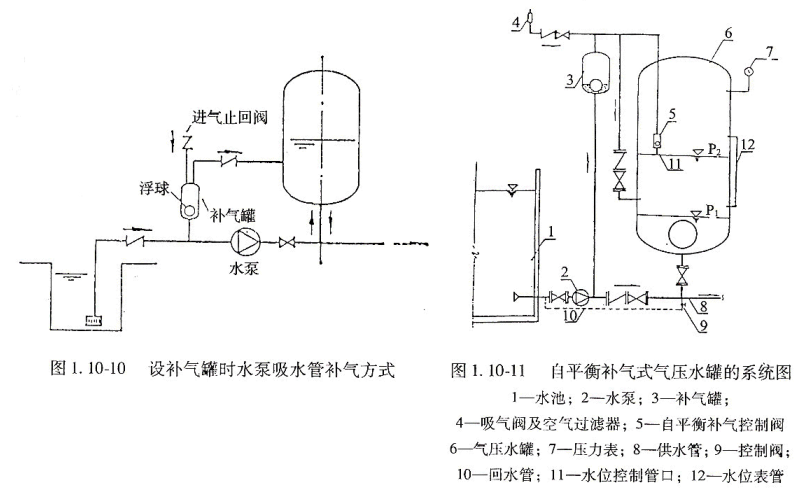 进气止回阀
浮球
补气罐
水泵
图 1.10-10 设补气罐时水泵吸水管补气方式
4
6
7
3
5
P₂
12
11
P₁
1
2
10
8
9
图 1.10-11 自平衡补气式气压水罐的系统图
1—水池；2—水泵；3—补气罐；
4—吸气阀及空气过滤器；5—自平衡补气控制阀
6—气压水罐；7—压力表；8—供水管；9—控制阀；
10—回水管；11—水位控制管口；12—水位表管